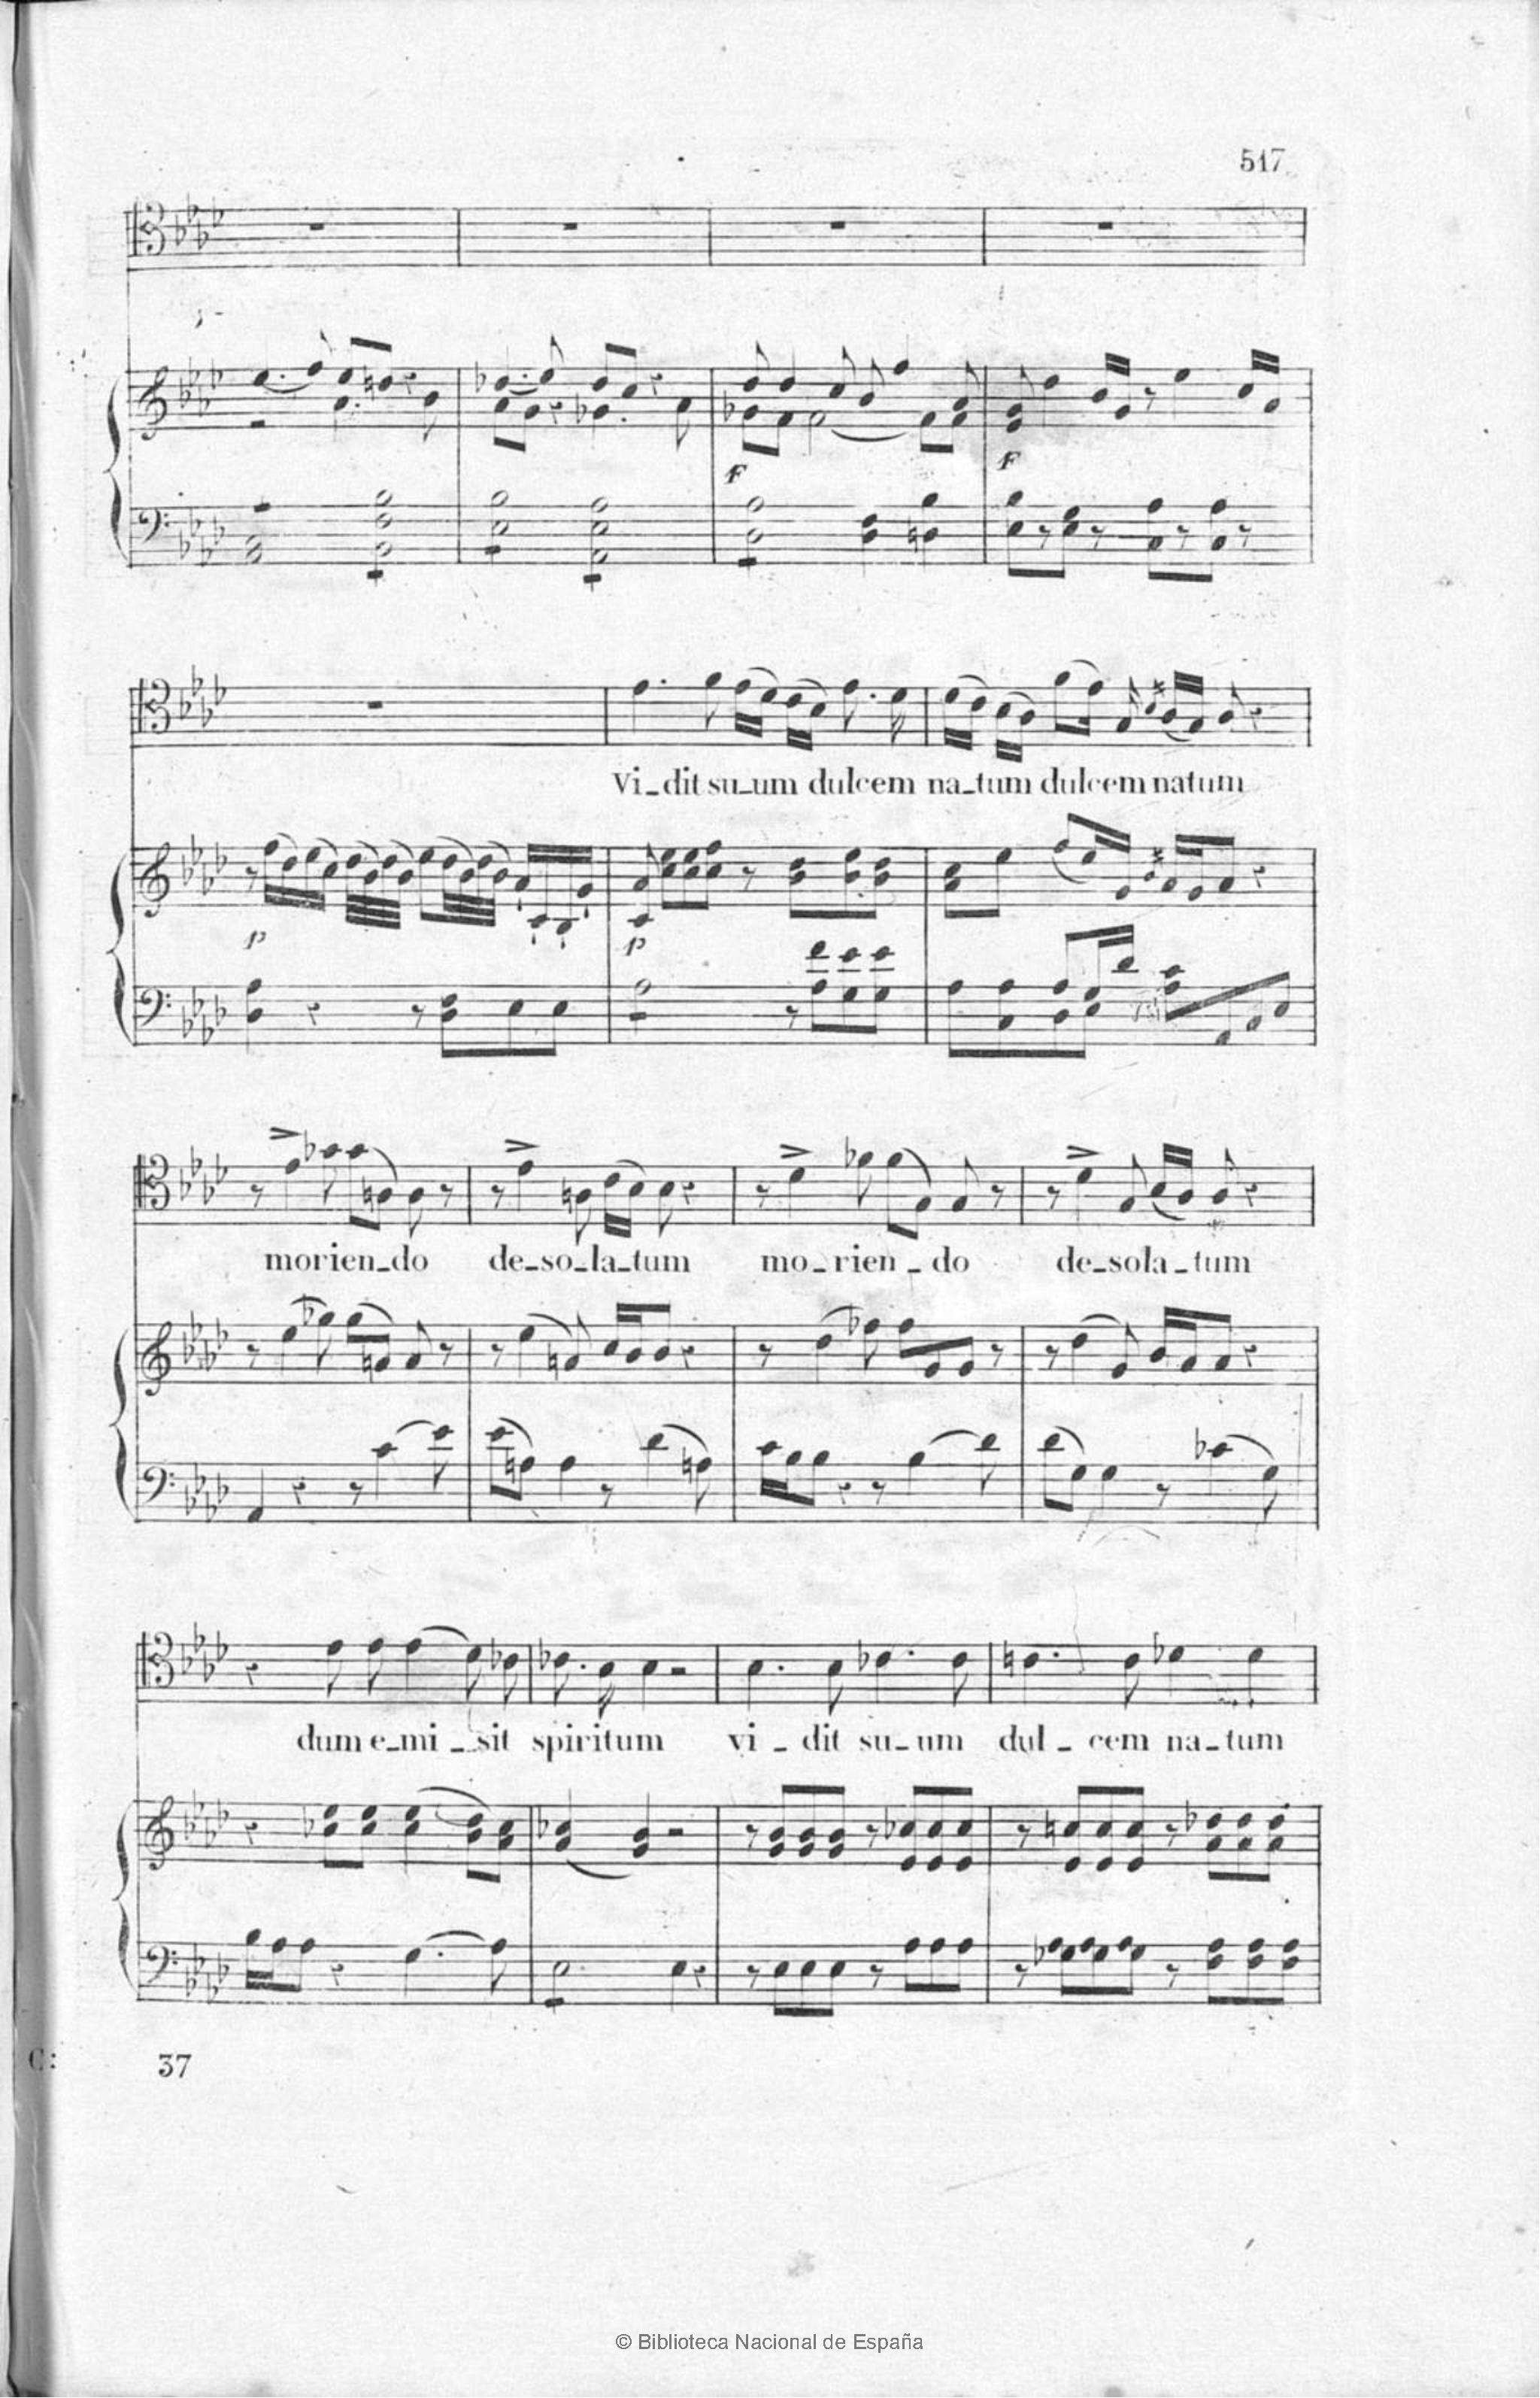 517
F
F
Vi_dit su_um dulcem na_tum dulcem natum
p
p
morien_do de_so_la_tum mo_rien_do de_sola_tum
dum e_mi_sit spiritum vi_dit su_um dul_cem na_tum
C:
37
© Biblioteca Nacional de España